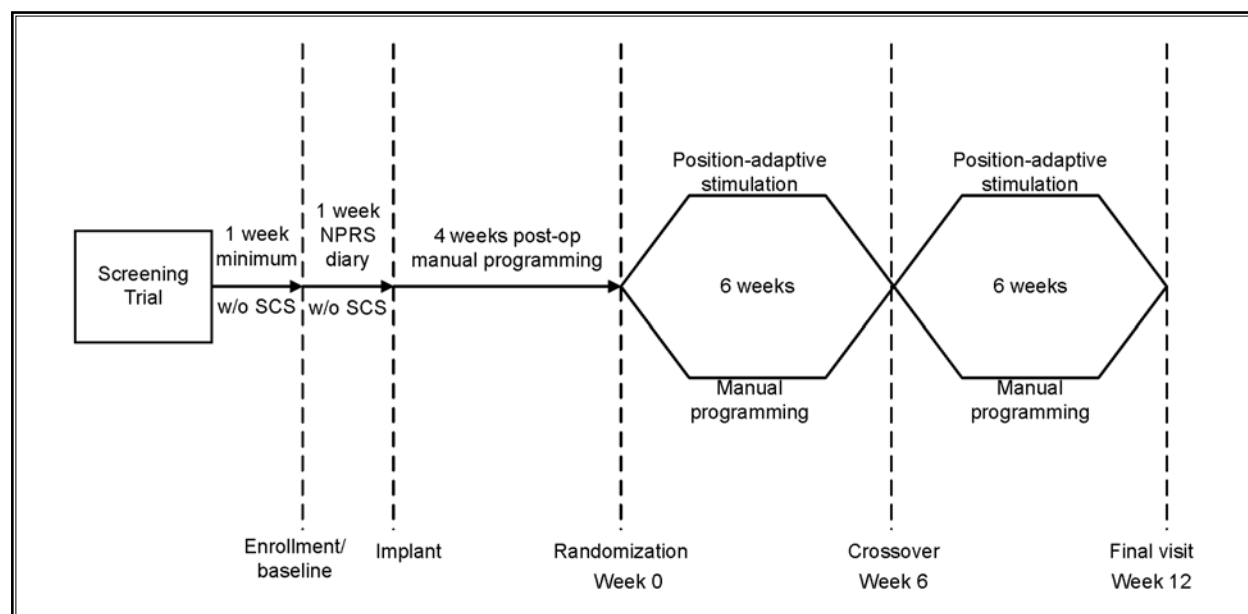 Screening
Trial
1 week
minimum
w/o SCS
1 week
NPRS
diary
w/o SCS
4 weeks post-op
manual programming
Position-adaptive
stimulation
6 weeks
Manual
programming
Position-adaptive
stimulation
6 weeks
Manual
programming
Enrollment/
baseline
Implant
Randomization
Week 0
Crossover
Week 6
Final visit
Week 12